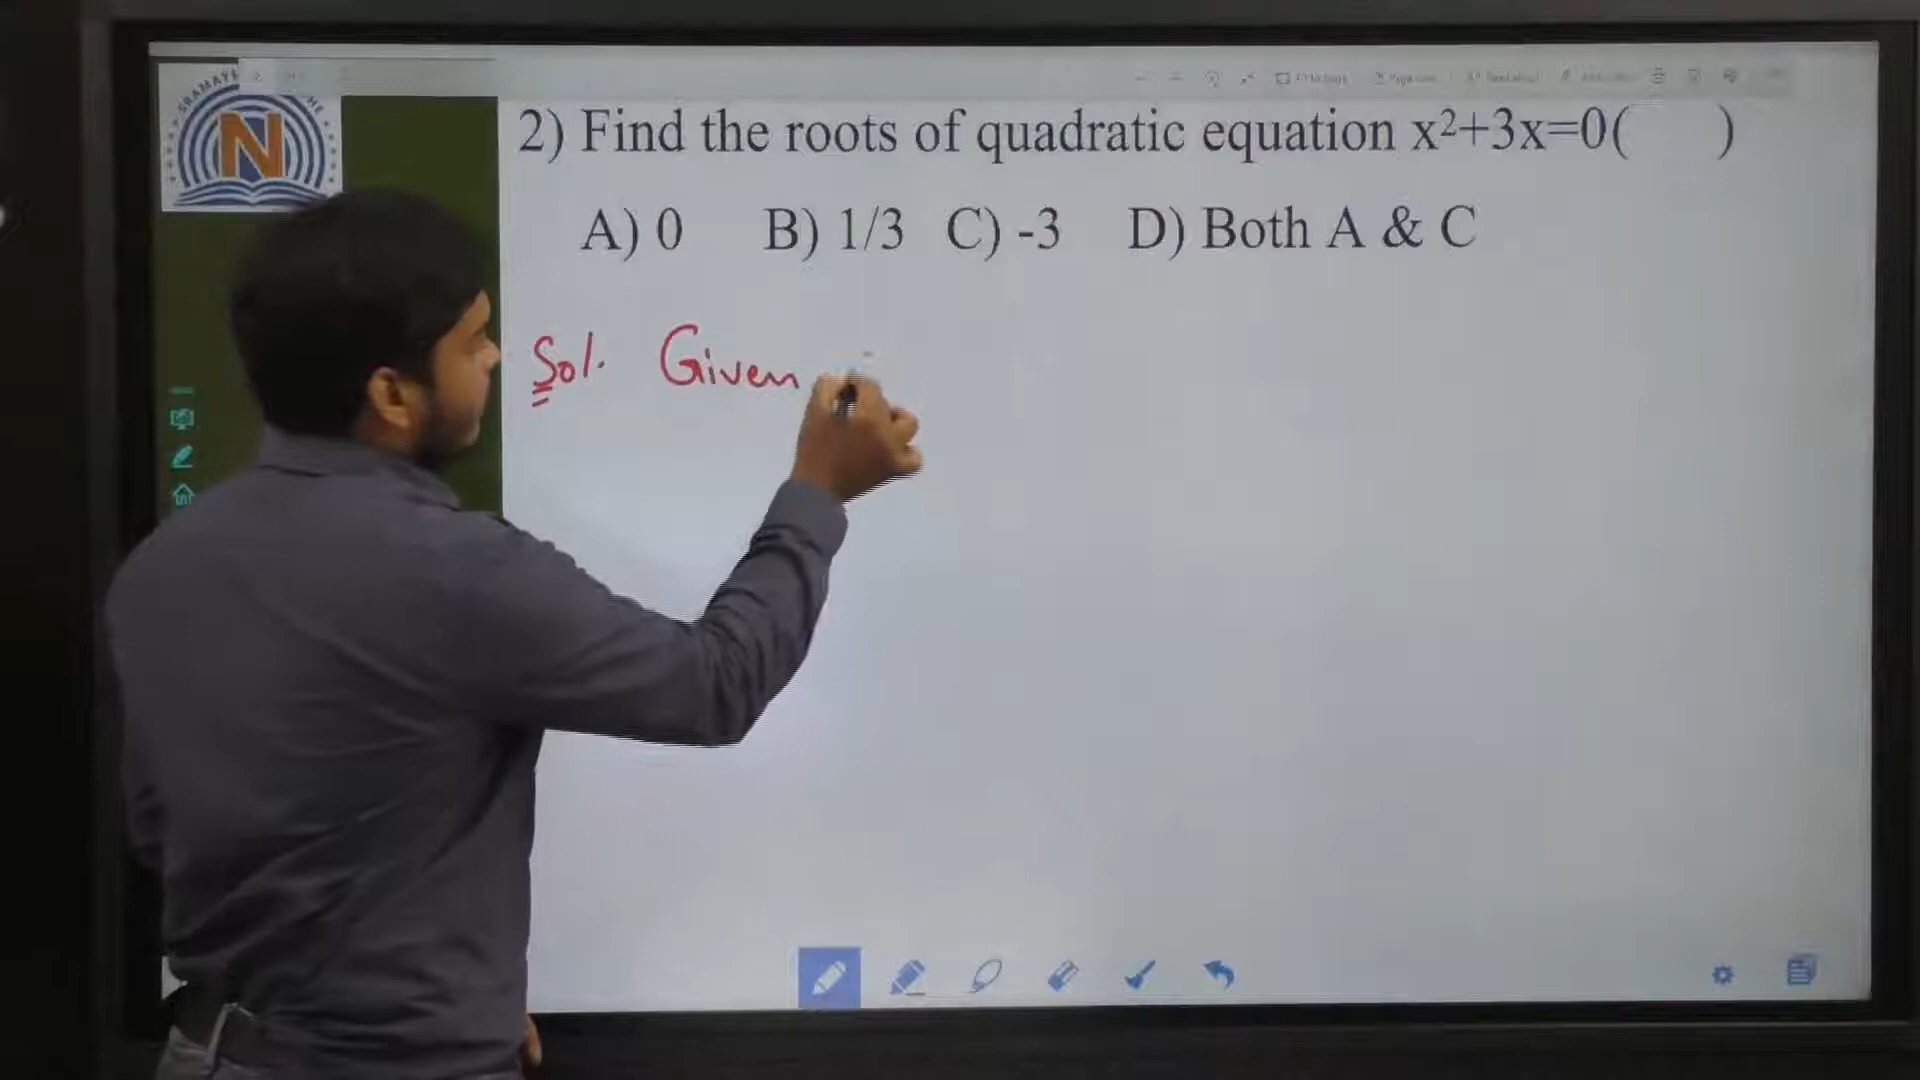 2) Find the roots of quadratic equation x²+3x=0( )
A) 0 B) 1/3 C) -3 D) Both A & C
Sol. Given
N